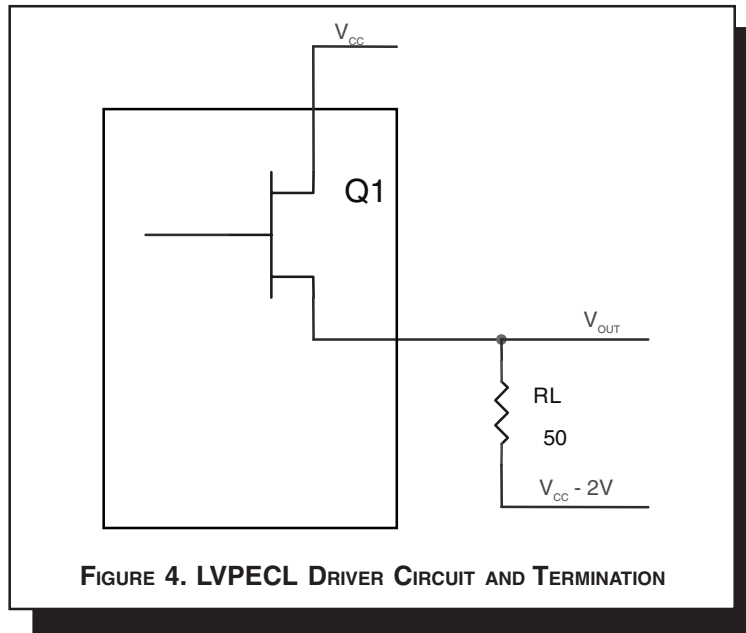 VCC
Q1
VOUT
RL
50
VCC - 2V
FIGURE 4. LVPECL DRIVER CIRCUIT AND TERMINATION